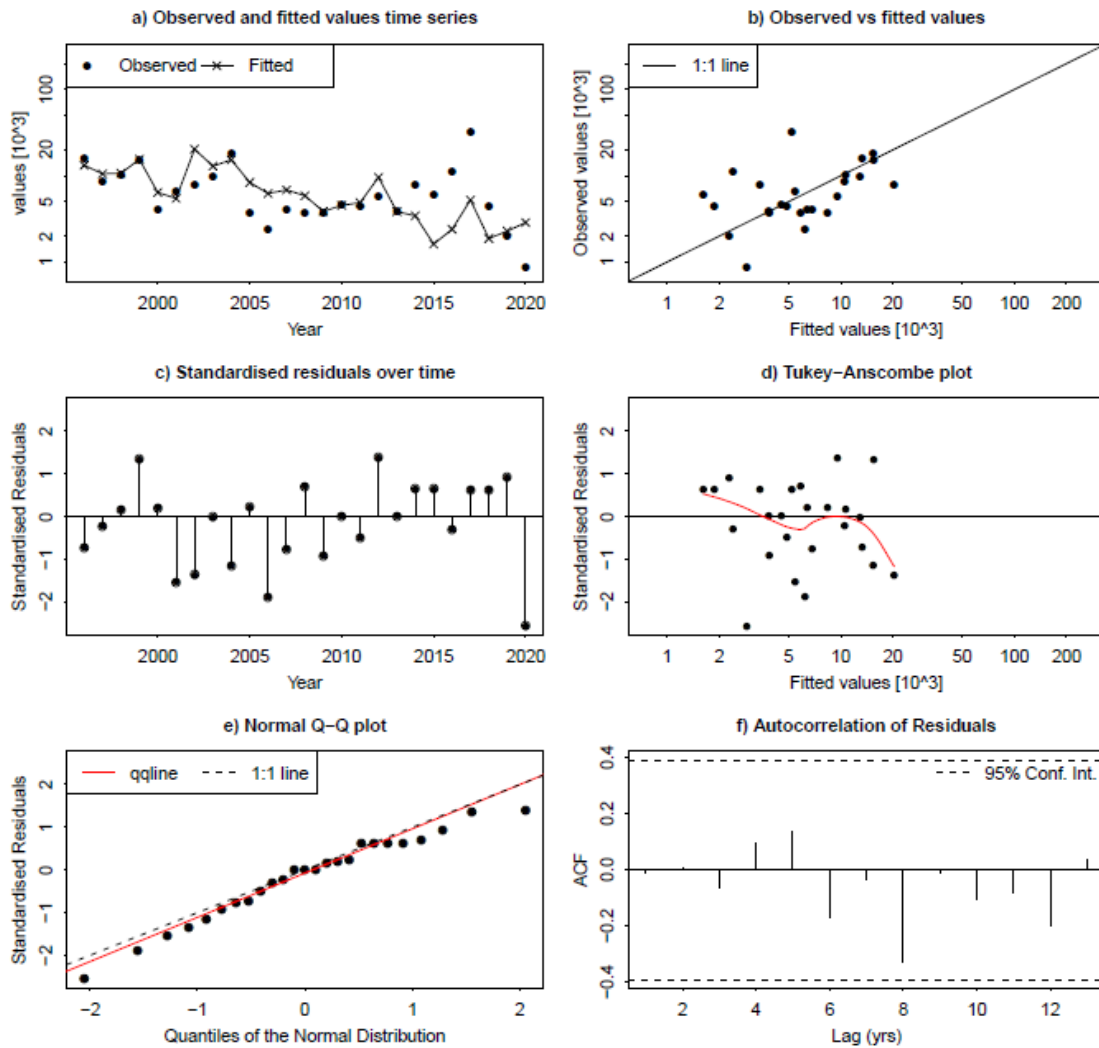 a) Observed and fitted values time series
Observed
Fitted
values [10^3]
100
20
5
2
1
2000 2005 2010 2015 2020
Year
b) Observed vs fitted values
1:1 line
Observed values [10^3]
100
20
5
2
1
1 2 5 10 20 50 100 200
Fitted values [10^3]
c) Standardised residuals over time
Standardised Residuals
2
1
0
−1
−2
2000 2005 2010 2015 2020
Year
d) Tukey−Anscombe plot
Standardised Residuals
2
1
0
−1
−2
1 2 5 10 20 50 100 200
Fitted values [10^3]
e) Normal Q−Q plot
qqline
1:1 line
Standardised Residuals
2
1
0
−1
−2
−2 −1 0 1 2
Quantiles of the Normal Distribution
f) Autocorrelation of Residuals
95% Conf. Int.
ACF
0.4
0.2
0.0
−0.2
−0.4
2 4 6 8 10 12
Lag (yrs)